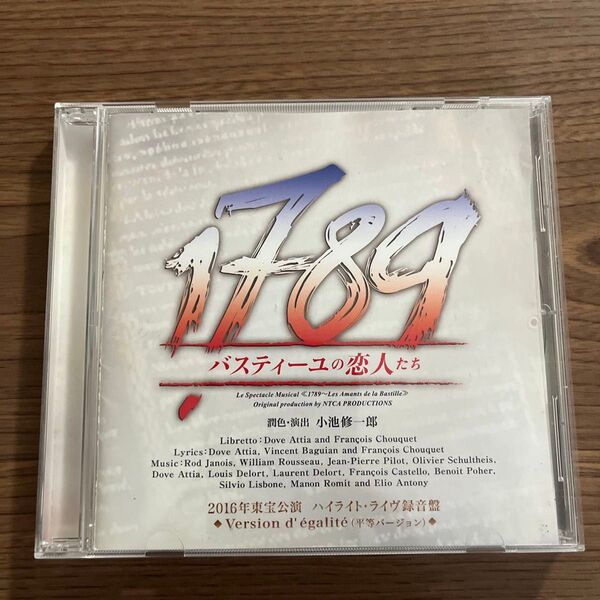 1789
バスティーユの恋人たち
Le Spectacle Musical ≪1789～Les Amants de la Bastille≫
Original production by NTCA PRODUCTIONS
潤色・演出 小池修一郎
Libretto：Dove Attia and François Chouquet
Lyrics：Dove Attia, Vincent Baguian and François Chouquet
Music：Rod Janois, William Rousseau, Jean-Pierre Pilot, Olivier Schultheis,
Dove Attia, Louis Delort, Laurent Delort, François Castello, Benoit Poher,
Silvio Lisbone, Manon Romit and Elio Antony
2016年東宝公演 ハイライト・ライヴ録音盤
◆ Version d'égalité（平等バージョン）◆